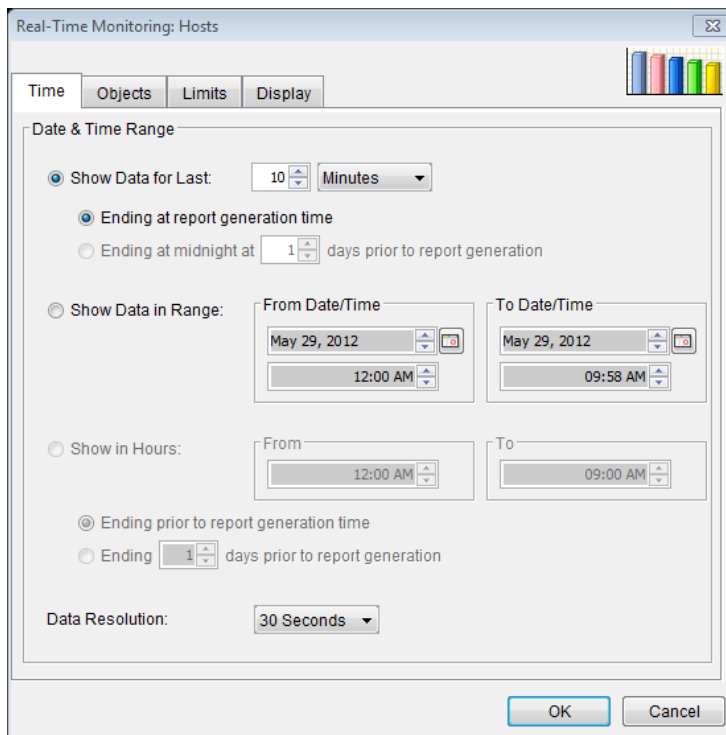 Real-Time Monitoring: Hosts
Time Objects Limits Display
Date & Time Range
Show Data for Last: 10 Minutes
Ending at report generation time
Ending at midnight at 1 days prior to report generation
Show Data in Range: From Date/Time To Date/Time
May 29, 2012 May 29, 2012
12:00 AM 09:58 AM
Show in Hours: From To
12:00 AM 09:00 AM
Ending prior to report generation time
Ending 1 days prior to report generation
Data Resolution: 30 Seconds
OK Cancel